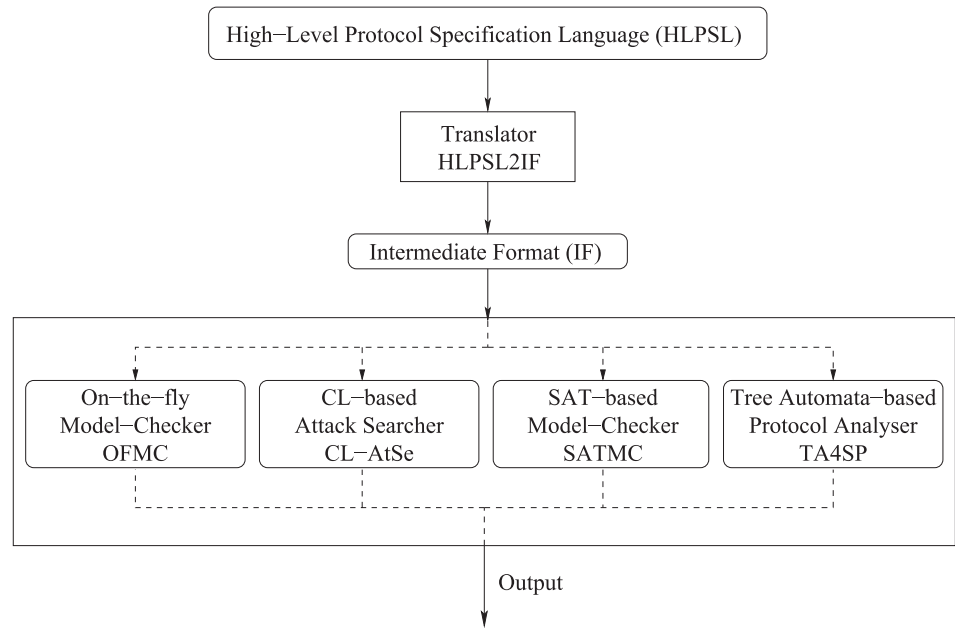 High−Level Protocol Specification Language (HLPSL)
Translator
HLPSL2IF
Intermediate Format (IF)
On−the−fly
Model−Checker
OFMC
CL−based
Attack Searcher
CL−AtSe
SAT−based
Model−Checker
SATMC
Tree Automata−based
Protocol Analyser
TA4SP
Output